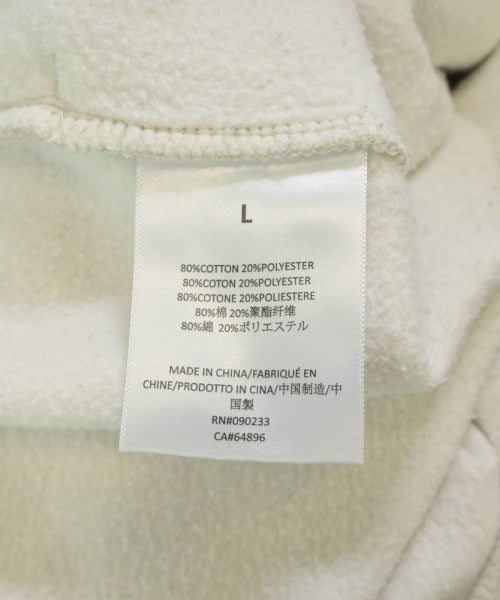 L
80%COTTON 20%POLYESTER
80%COTON 20%POLYESTER
80%COTONE 20%POLIESTERE
80%棉 20%聚酯纤维
80%綿 20%ポリエステル
MADE IN CHINA/FABRIQUÉ EN
CHINE/PRODOTTO IN CINA/中国制造/中
国製
RN#090233
CA#64896